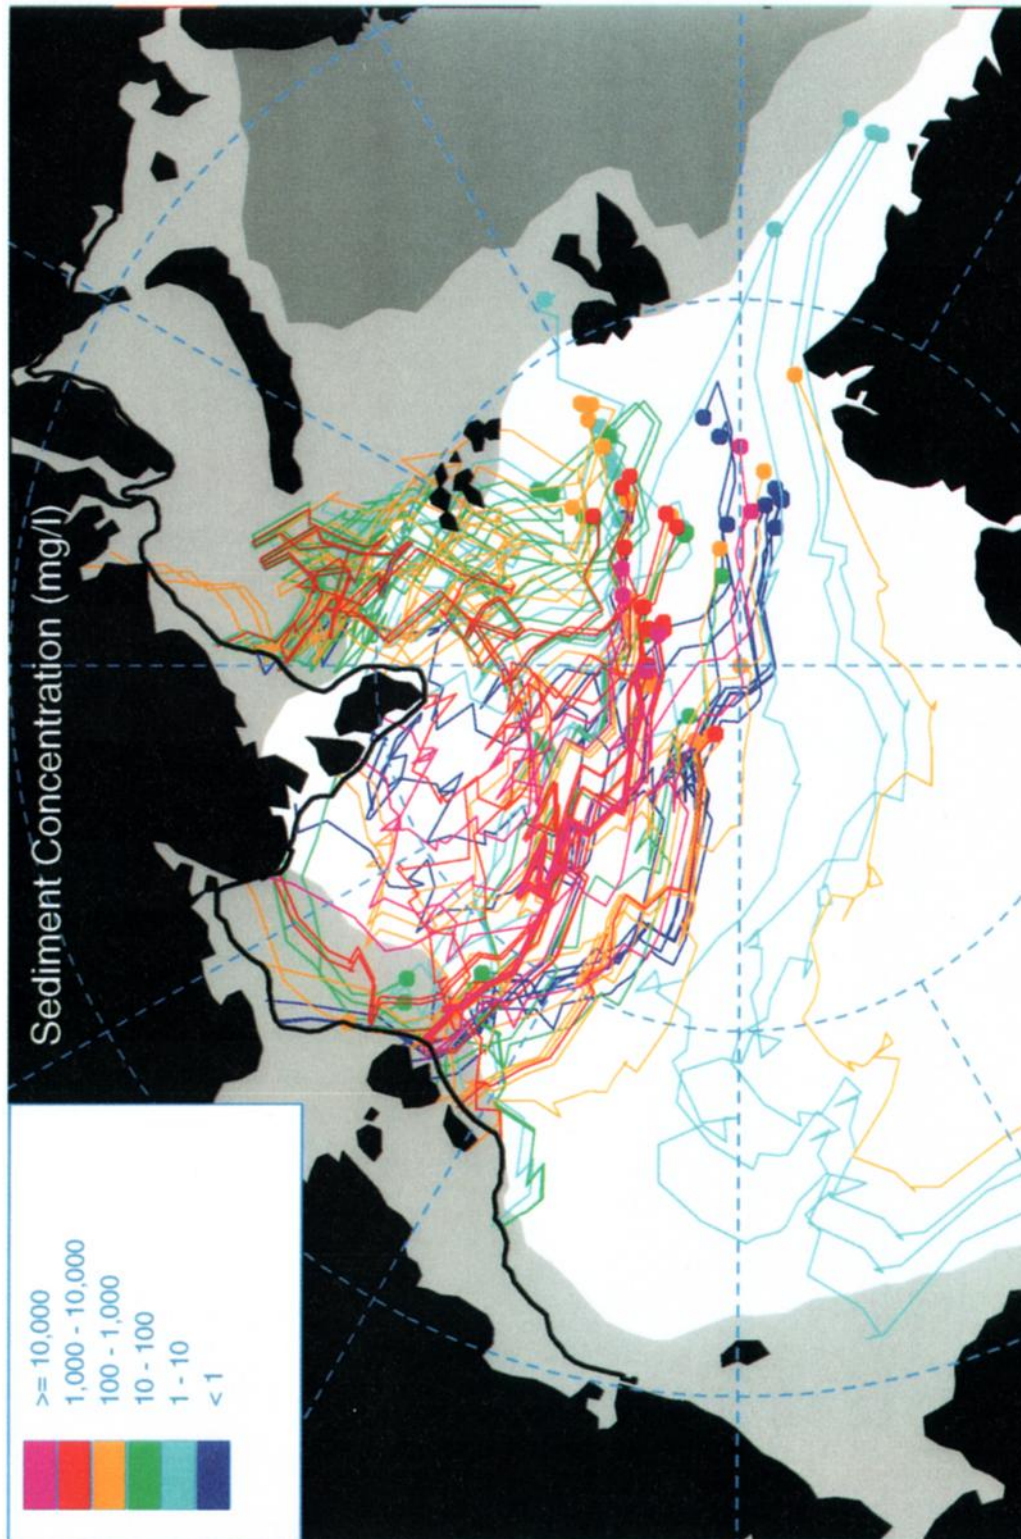 Sediment Concentration (mg/l)
>= 10,000
1,000 - 10,000
100 - 1,000
10 - 100
1 - 10
< 1